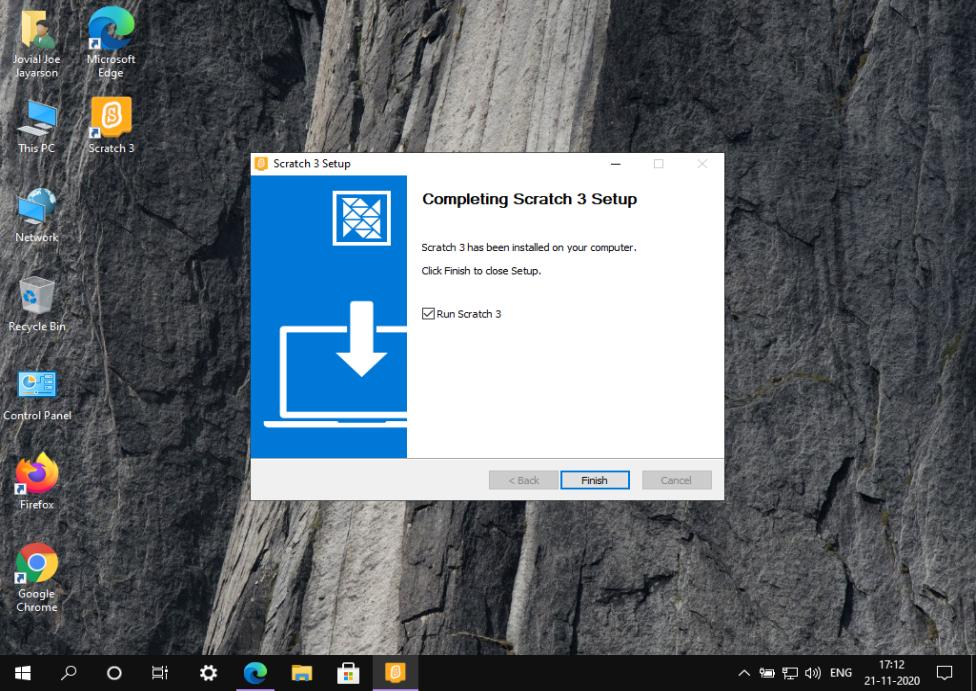 Jovial Joe
Jayarson
Microsoft
Edge
This PC
Scratch 3
Network
Recycle Bin
Control Panel
Firefox
Google
Chrome
Scratch 3 Setup
Completing Scratch 3 Setup
Scratch 3 has been installed on your computer.
Click Finish to close Setup.
Run Scratch 3
< Back
Finish
Cancel
ENG
17:12
21-11-2020